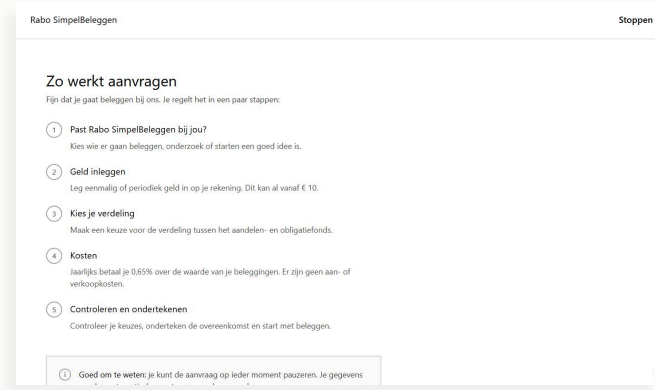 Rabo SimpelBeleggen
Stoppen
Zo werkt aanvragen
Fijn dat je gaat beleggen bij ons. Je regelt het in een paar stappen:
1 Past Rabo SimpelBeleggen bij jou?
Kies wie er gaan beleggen, onderzoek of starten een goed idee is.
2 Geld inleggen
Leg eenmalig of periodiek geld in op je rekening. Dit kan al vanaf € 10.
3 Kies je verdeling
Maak een keuze voor de verdeling tussen het aandelen- en obligatiefonds.
4 Kosten
Jaarlijks betaal je 0,65% over de waarde van je beleggingen. Er zijn geen aan- of
verkoopkosten.
5 Controleren en ondertekenen
Controleer je keuzes, onderteken de overeenkomst en start met beleggen.
Goed om te weten: je kunt de aanvraag op ieder moment pauzeren. Je gegevens